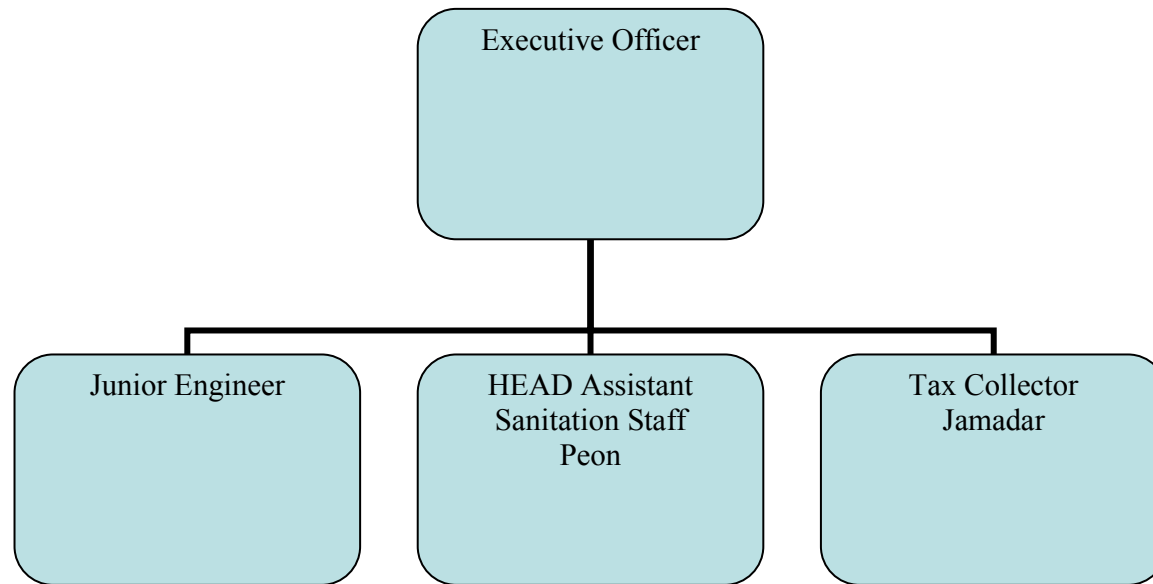 Executive Officer
Junior Engineer
HEAD Assistant
Sanitation Staff
Peon
Tax Collector
Jamadar